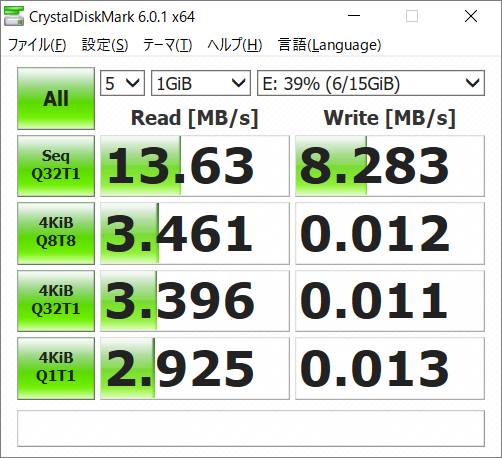 CrystalDiskMark 6.0.1 x64
ファイル(F) 設定(S) テーマ(T) ヘルプ(H) 言語(Language)
All 5 1GiB E: 39% (6/15GiB)
Read [MB/s] Write [MB/s]
Seq Q32T1 13.63 8.283
4KiB Q8T8 3.461 0.012
4KiB Q32T1 3.396 0.011
4KiB Q1T1 2.925 0.013